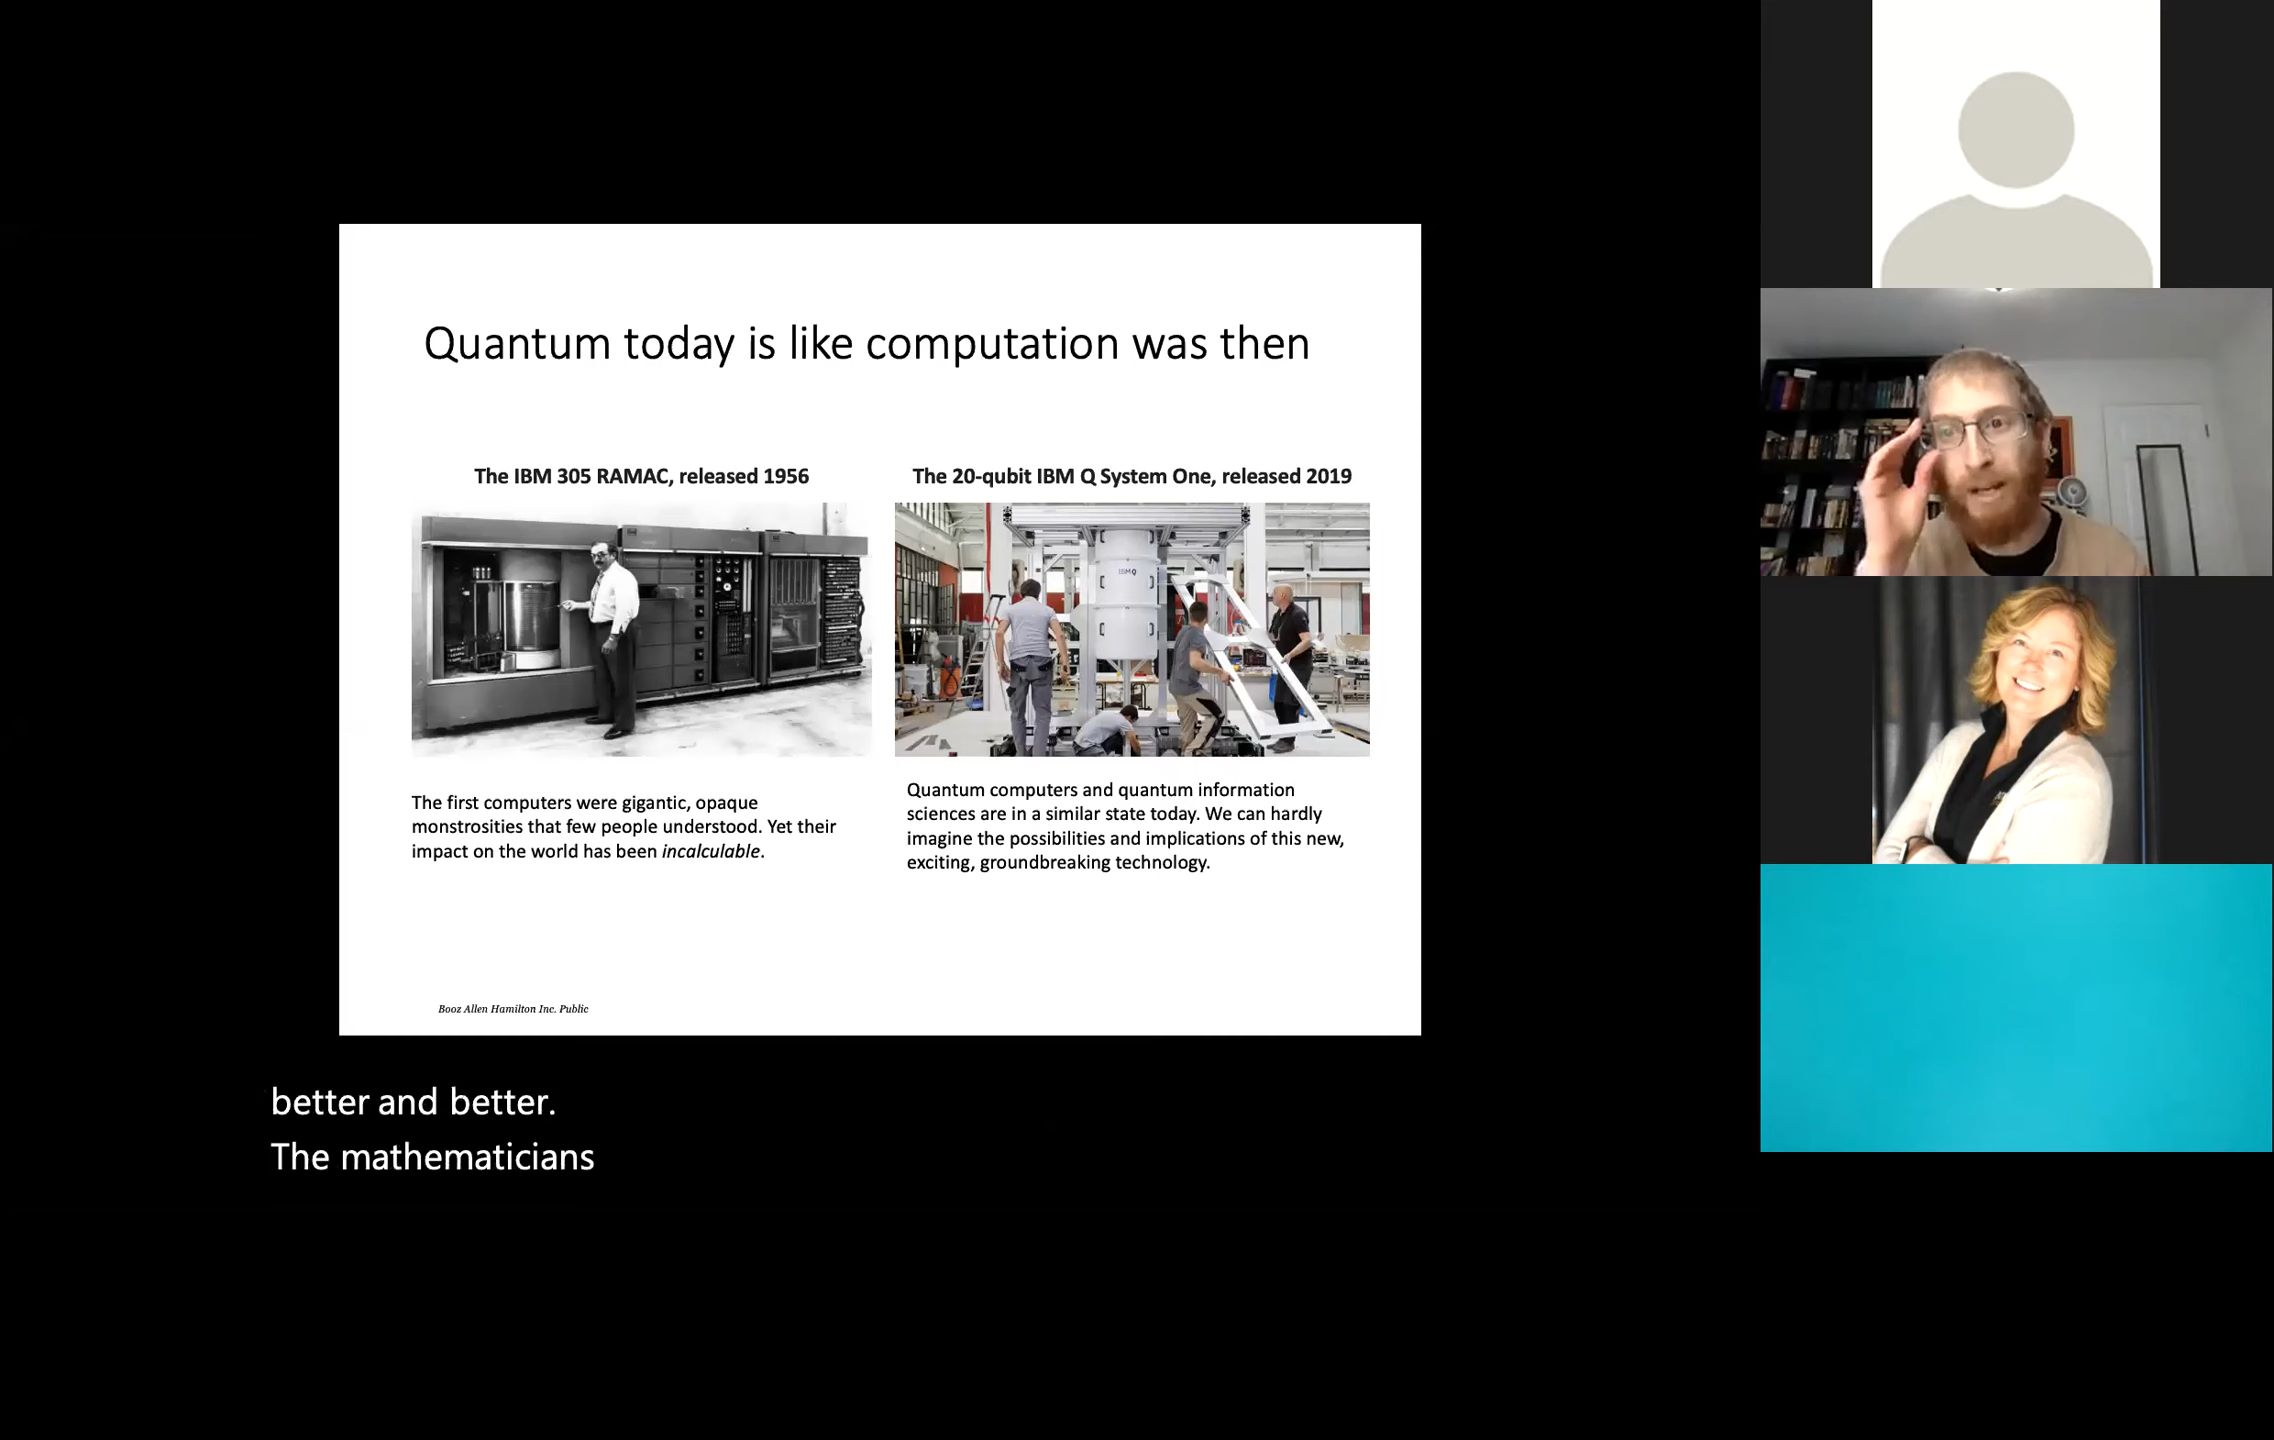 Quantum today is like computation was then
The IBM 305 RAMAC, released 1956
The 20-qubit IBM Q System One, released 2019
IBM Q
The first computers were gigantic, opaque
monstrosities that few people understood. Yet their
impact on the world has been incalculable.
Quantum computers and quantum information
sciences are in a similar state today. We can hardly
imagine the possibilities and implications of this new,
exciting, groundbreaking technology.
Booz Allen Hamilton Inc. Public
better and better.
The mathematicians